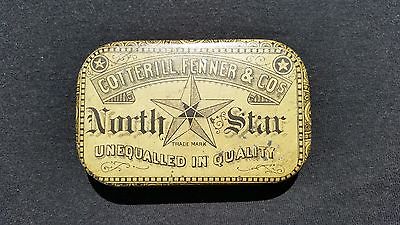 COTTERILL, FENNER & CO'S
North Star
TRADE MARK
UNEQUALLED IN QUALITY